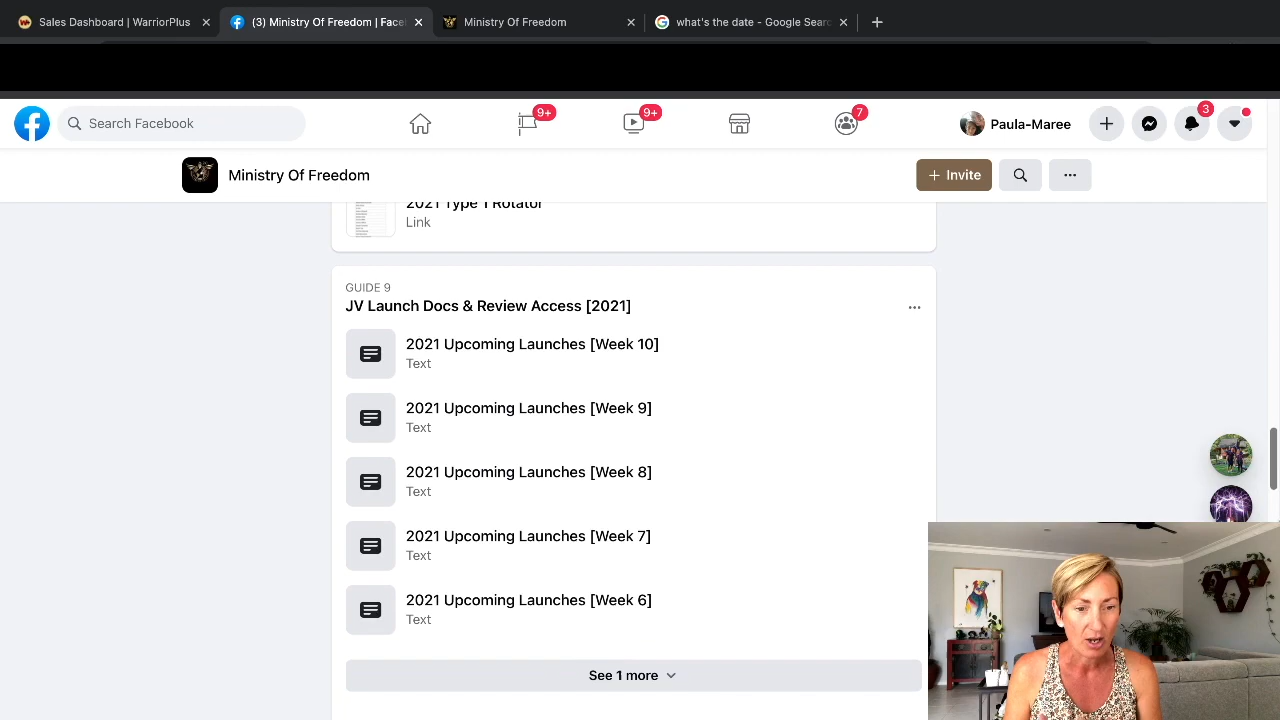 Sales Dashboard | WarriorPlus
(3) Ministry Of Freedom | Face
Ministry Of Freedom
what's the date - Google Searc
Search Facebook
9+
9+
7
Paula-Maree
3
Ministry Of Freedom
+ Invite
2021 Type 1 Rotator
Link
GUIDE 9
JV Launch Docs & Review Access [2021]
2021 Upcoming Launches [Week 10]
Text
2021 Upcoming Launches [Week 9]
Text
2021 Upcoming Launches [Week 8]
Text
2021 Upcoming Launches [Week 7]
Text
2021 Upcoming Launches [Week 6]
Text
See 1 more